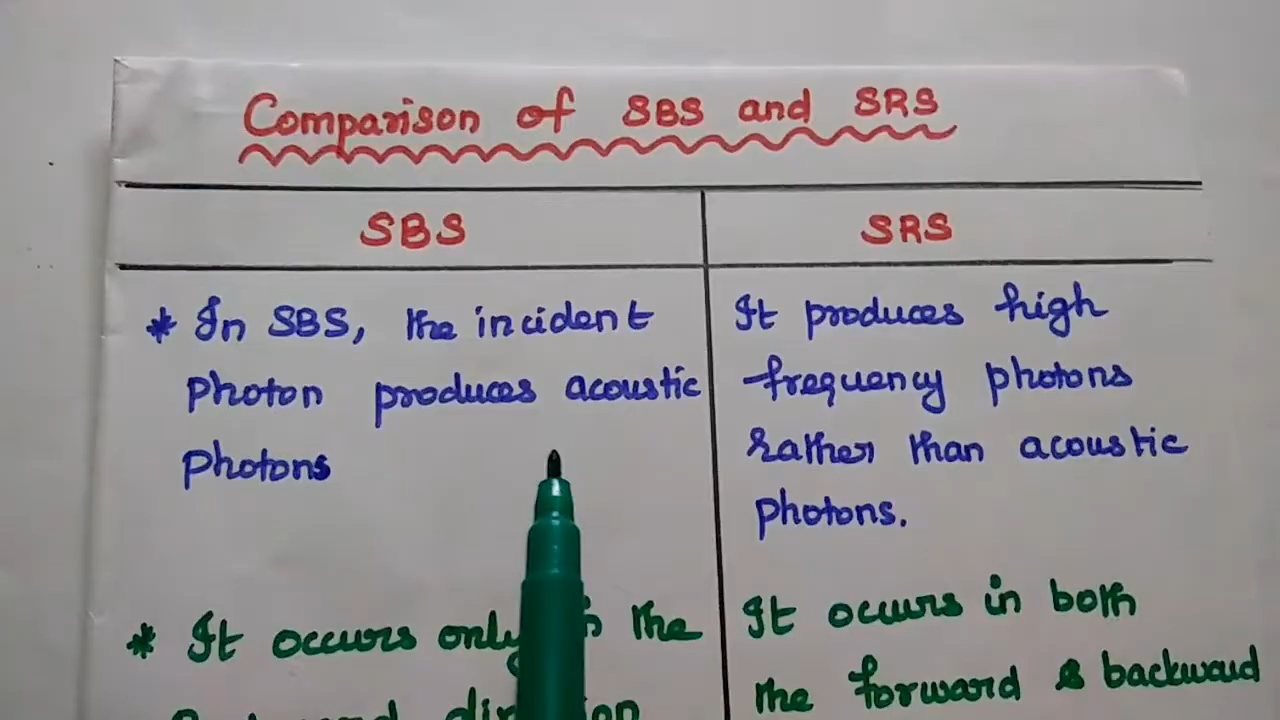 Comparison of SBS and SRS
SBS
SRS
* In SBS, the incident
photon produces acoustic
photons
It produces high
frequency photons
rather than acoustic
photons.
* It occurs only the
It occurs in both
the forward & backward